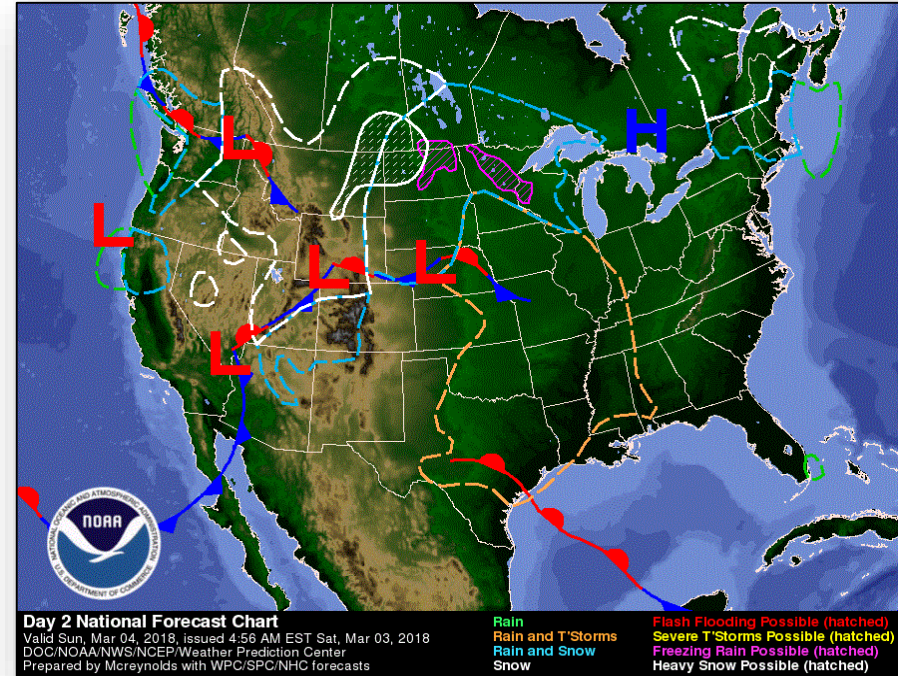 L
H
L
L
L
L
NATIONAL OCEANIC AND ATMOSPHERIC ADMINISTRATION
NOAA
U.S. DEPARTMENT OF COMMERCE
Day 2 National Forecast Chart
Valid Sun, Mar 04, 2018, issued 4:56 AM EST Sat, Mar 03, 2018
DOC/NOAA/NWS/NCEP/Weather Prediction Center
Prepared by Mcreynolds with WPC/SPC/NHC forecasts
Rain
Rain and T'Storms
Rain and Snow
Snow
Flash Flooding Possible (hatched)
Severe T'Storms Possible (hatched)
Freezing Rain Possible (hatched)
Heavy Snow Possible (hatched)